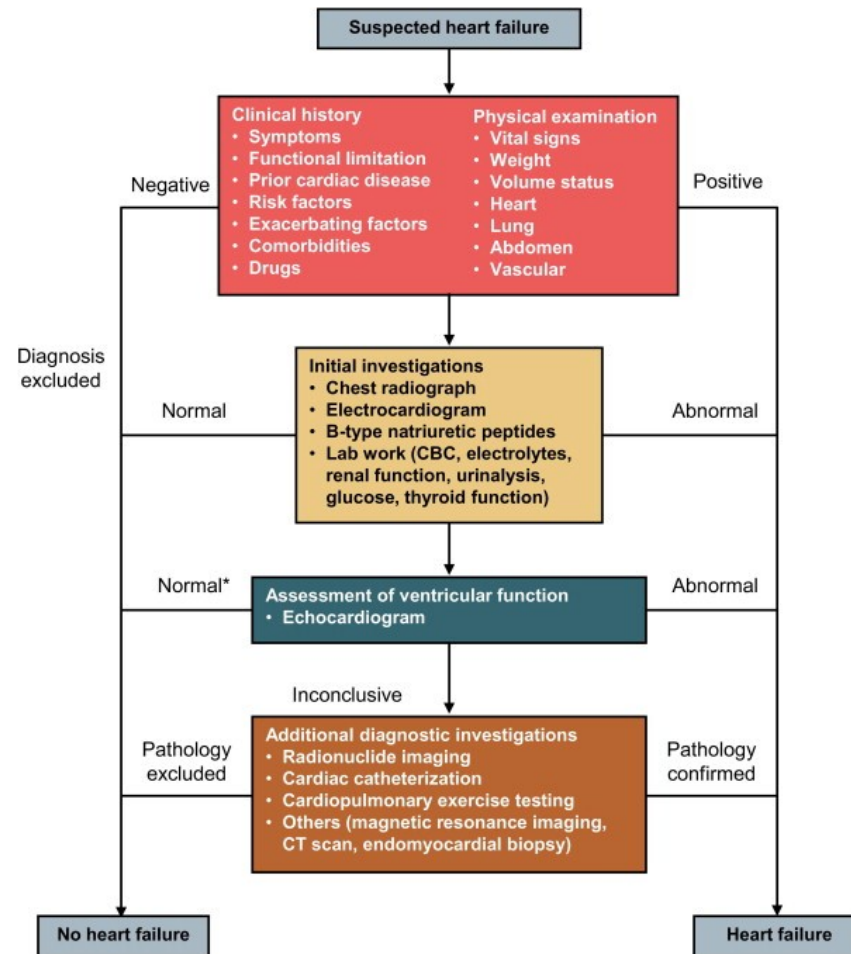 Suspected heart failure
Clinical history
• Symptoms
• Functional limitation
• Prior cardiac disease
• Risk factors
• Exacerbating factors
• Comorbidities
• Drugs
Physical examination
• Vital signs
• Weight
• Volume status
• Heart
• Lung
• Abdomen
• Vascular
Negative
Positive
Diagnosis
excluded
Initial investigations
• Chest radiograph
• Electrocardiogram
• B-type natriuretic peptides
• Lab work (CBC, electrolytes,
renal function, urinalysis,
glucose, thyroid function)
Normal
Abnormal
Normal*
Assessment of ventricular function
• Echocardiogram
Abnormal
Inconclusive
Pathology
excluded
Additional diagnostic investigations
• Radionuclide imaging
• Cardiac catheterization
• Cardiopulmonary exercise testing
• Others (magnetic resonance imaging,
CT scan, endomyocardial biopsy)
Pathology
confirmed
No heart failure
Heart failure